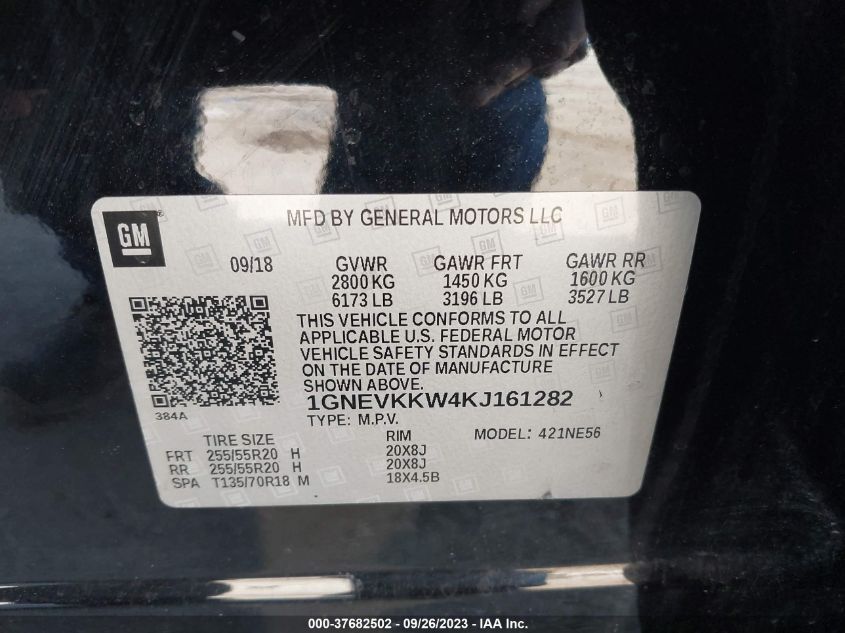 GM
MFD BY GENERAL MOTORS LLC
09/18 GVWR GAWR FRT GAWR RR
2800 KG 1450 KG 1600 KG
6173 LB 3196 LB 3527 LB
THIS VEHICLE CONFORMS TO ALL
APPLICABLE U.S. FEDERAL MOTOR
VEHICLE SAFETY STANDARDS IN EFFECT
ON THE DATE OF MANUFACTURE
SHOWN ABOVE.
384A
1GNEVKKW4KJ161282
TYPE: M.P.V.
TIRE SIZE RIM MODEL: 421NE56
FRT 255/55R20 H 20X8J
RR 255/55R20 H 20X8J
SPA T135/70R18 M 18X4.5B
000-37682502 - 09/26/2023 - IAA Inc.